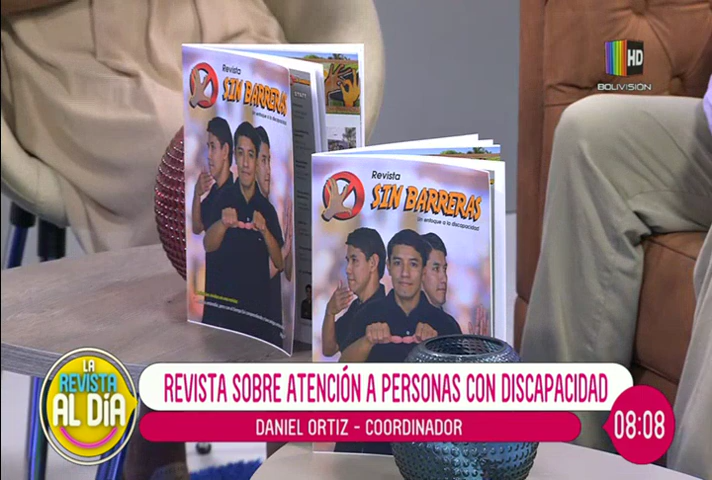 HD
BOLIVISION
Revista
SIN BARRERAS
Un enfoque a la discapacidad
STAFF
Revista
SIN BARRERAS
Un enfoque a la discapacidad
LA
REVISTA
AL DÍA
REVISTA SOBRE ATENCIÓN A PERSONAS CON DISCAPACIDAD
DANIEL ORTIZ - COORDINADOR
08:08